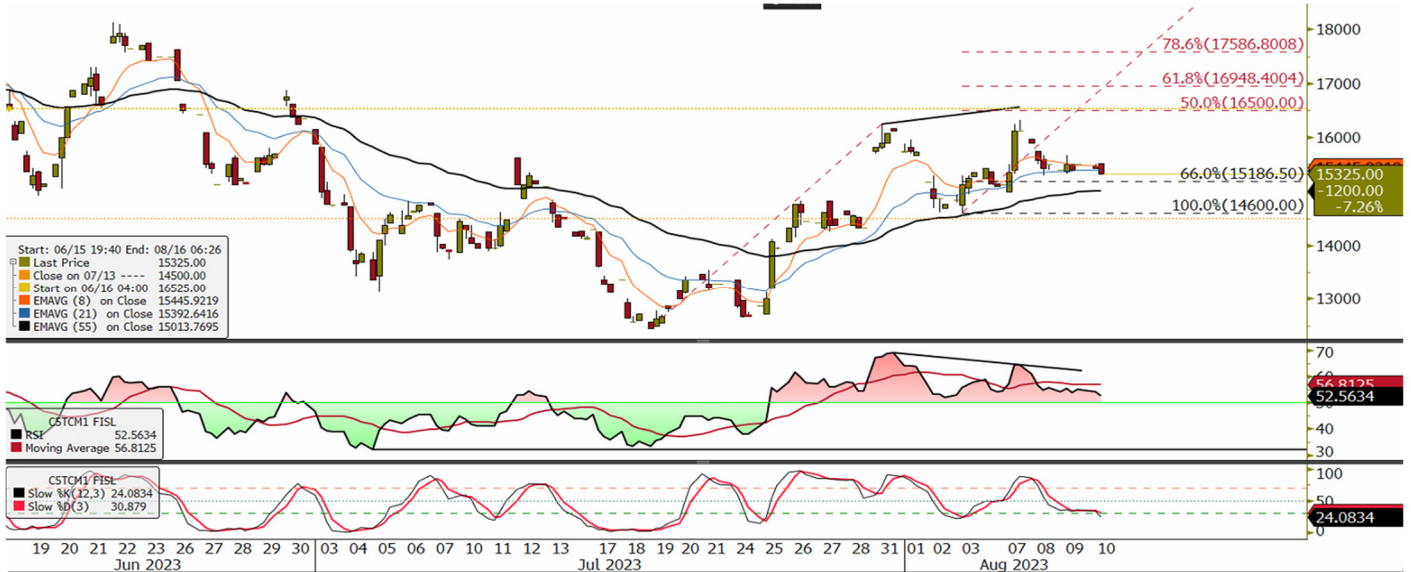 18000
78.6%(17586.8008)
17000
61.8%(16948.4004)
50.0%(16500.00)
16000
15325.00
66.0%(15186.50)
-1200.00
-7.26%
100.0%(14600.00)
14000
13000
Start: 06/15 19:40 End: 08/16 06:26
Last Price 15325.00
Close on 07/13 ---- 14500.00
Start on 06/16 04:00 16525.00
EMAVG (8) on Close 15445.9219
EMAVG (21) on Close 15392.6416
EMAVG (55) on Close 15013.7695
70
56.8125
52.5634
40
30
CSTCM1 FISL
RSI 52.5634
Moving Average 56.8125
CSTCM1 FISL
Slow %K(12,3) 24.0834
Slow %D(3) 30.879
100
50
24.0834
0
19 20 21 22 23 26 27 28 29 30 03 04 05 06 07 10 11 12 13 17 18 19 20 21 24 25 26 27 28 31 01 02 03 07 08 09 10
Jun 2023 Jul 2023 Aug 2023